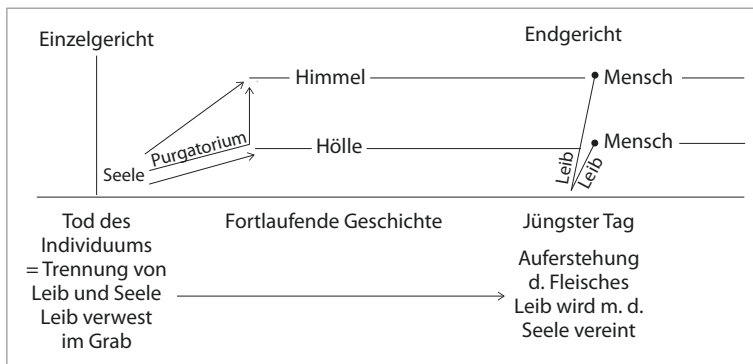 Einzelgericht
Endgericht
Himmel
Mensch
Purgatorium
Hölle
Mensch
Seele
Leib
Leib
Tod des
Individuums
= Trennung von
Leib und Seele
Leib verwest
im Grab
Fortlaufende Geschichte
Jüngster Tag
Auferstehung
d. Fleisches
Leib wird m. d.
Seele vereint